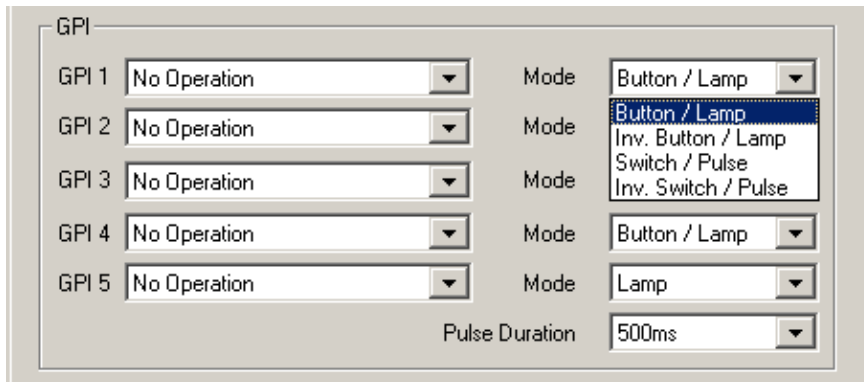 GPI
GPI 1 No Operation Mode Button / Lamp
Button / Lamp
GPI 2 No Operation Mode
Inv. Button / Lamp
Switch / Pulse
GPI 3 No Operation Mode
Inv. Switch / Pulse
GPI 4 No Operation Mode Button / Lamp
GPI 5 No Operation Mode Lamp
Pulse Duration 500ms